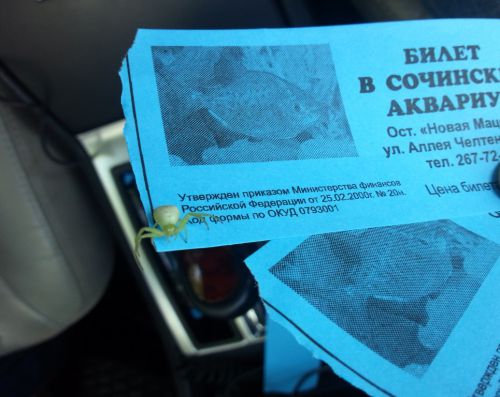 БИЛЕТ
В СОЧИНСК
АКВАРИУ
Ост. «Новая Мац
ул. Аллея Челтен
тел. 267-72
Утвержден приказом Министерства финансов
Российской Федерации от 25.02.2000г. № 20н.
Код формы по ОКУД 0793001
Цена билет